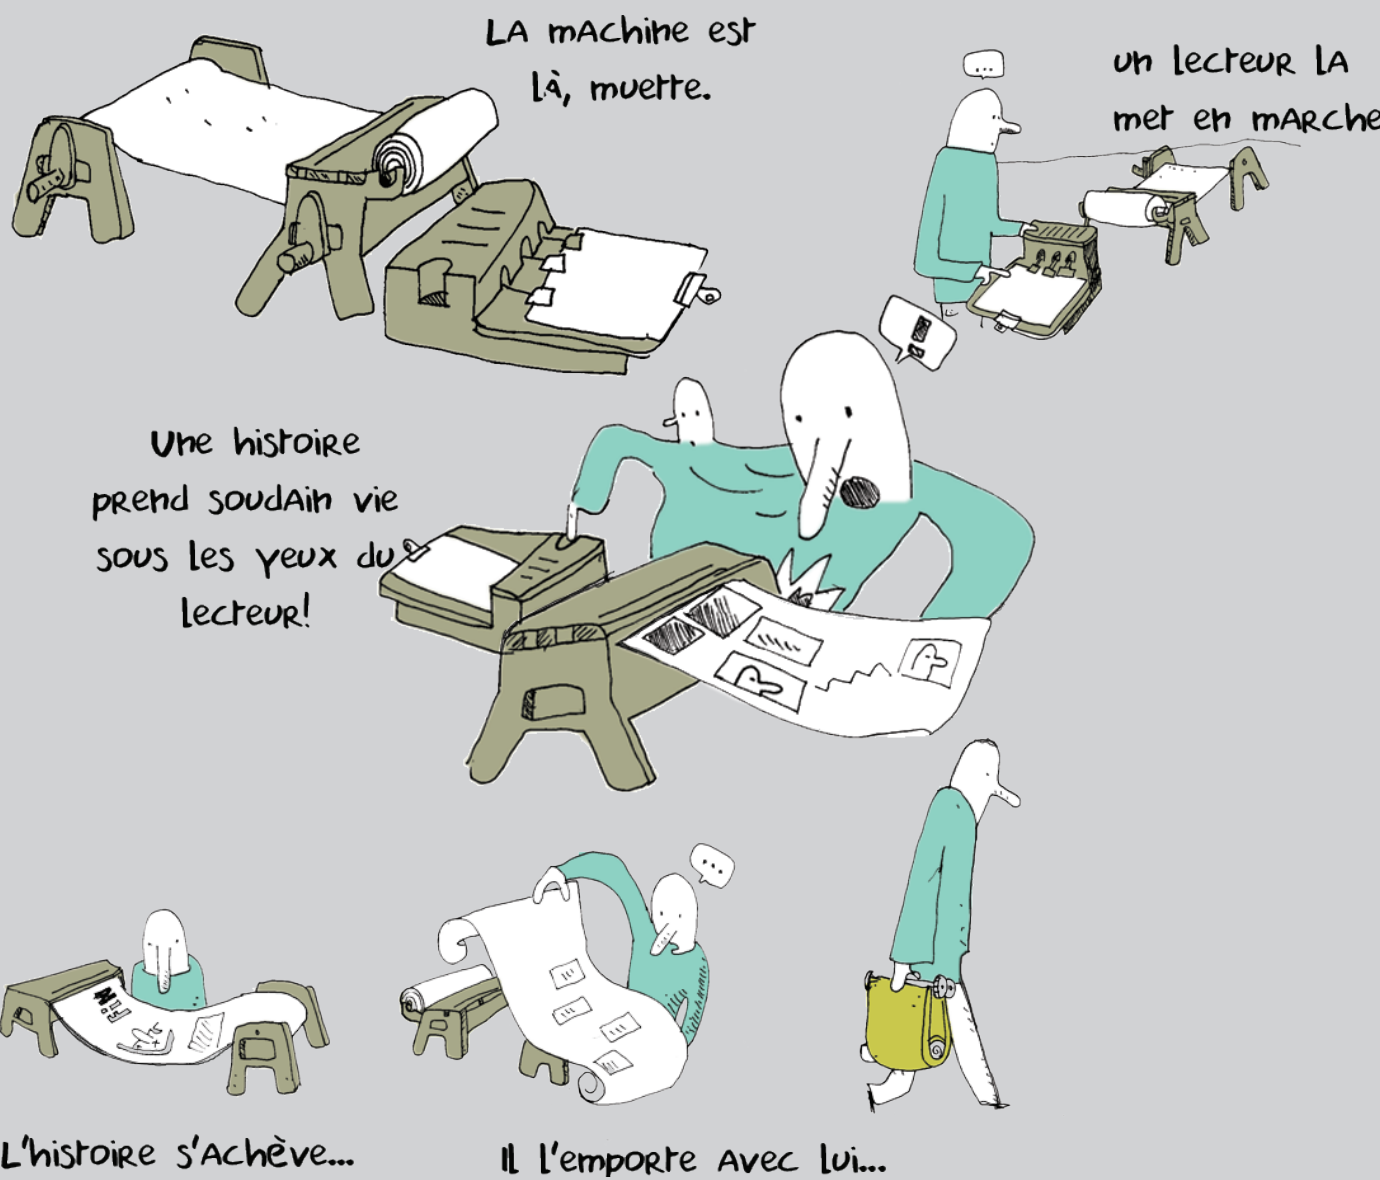 La machine est
là, muette.
un lecteur la
met en marche
Une histoire
prend soudain vie
sous les yeux du
lecteur!
FIN
L'histoire s'achève...
Il l'emporte avec lui...